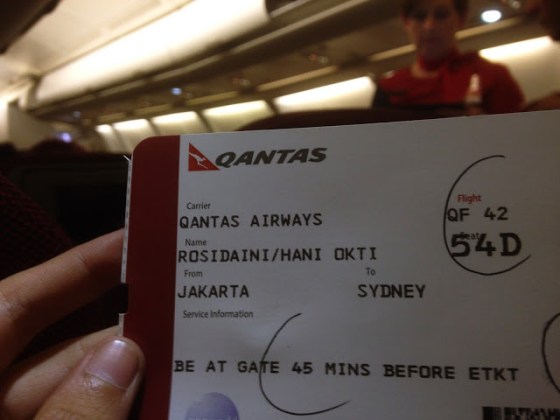 QANTAS
Carrier
QANTAS AIRWAYS
Flight
QF 42
Name
ROSIDAINI/HANI OKTI
Seat
54D
From
To
JAKARTA
SYDNEY
Service Information
BE AT GATE 45 MINS BEFORE ETKT